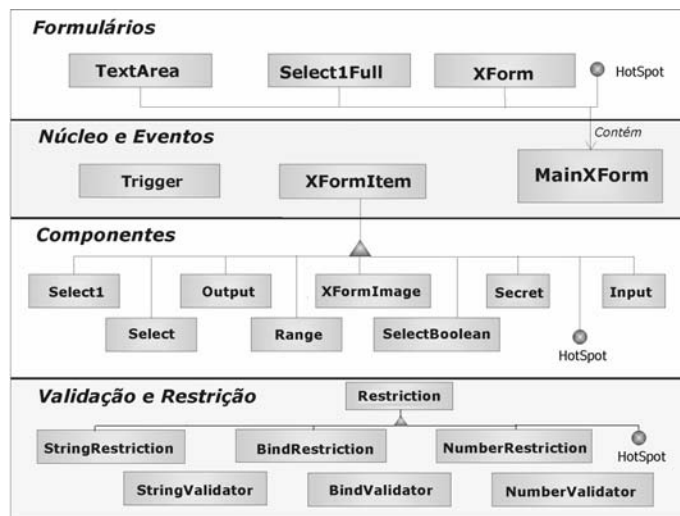 Formulários
TextArea
Select1Full
XForm
HotSpot
Contém
Núcleo e Eventos
Trigger
XFormItem
MainXForm
Componentes
Select1
Output
XFormImage
Secret
Input
Select
Range
SelectBoolean
HotSpot
Validação e Restrição
Restriction
StringRestriction
BindRestriction
NumberRestriction
HotSpot
StringValidator
BindValidator
NumberValidator